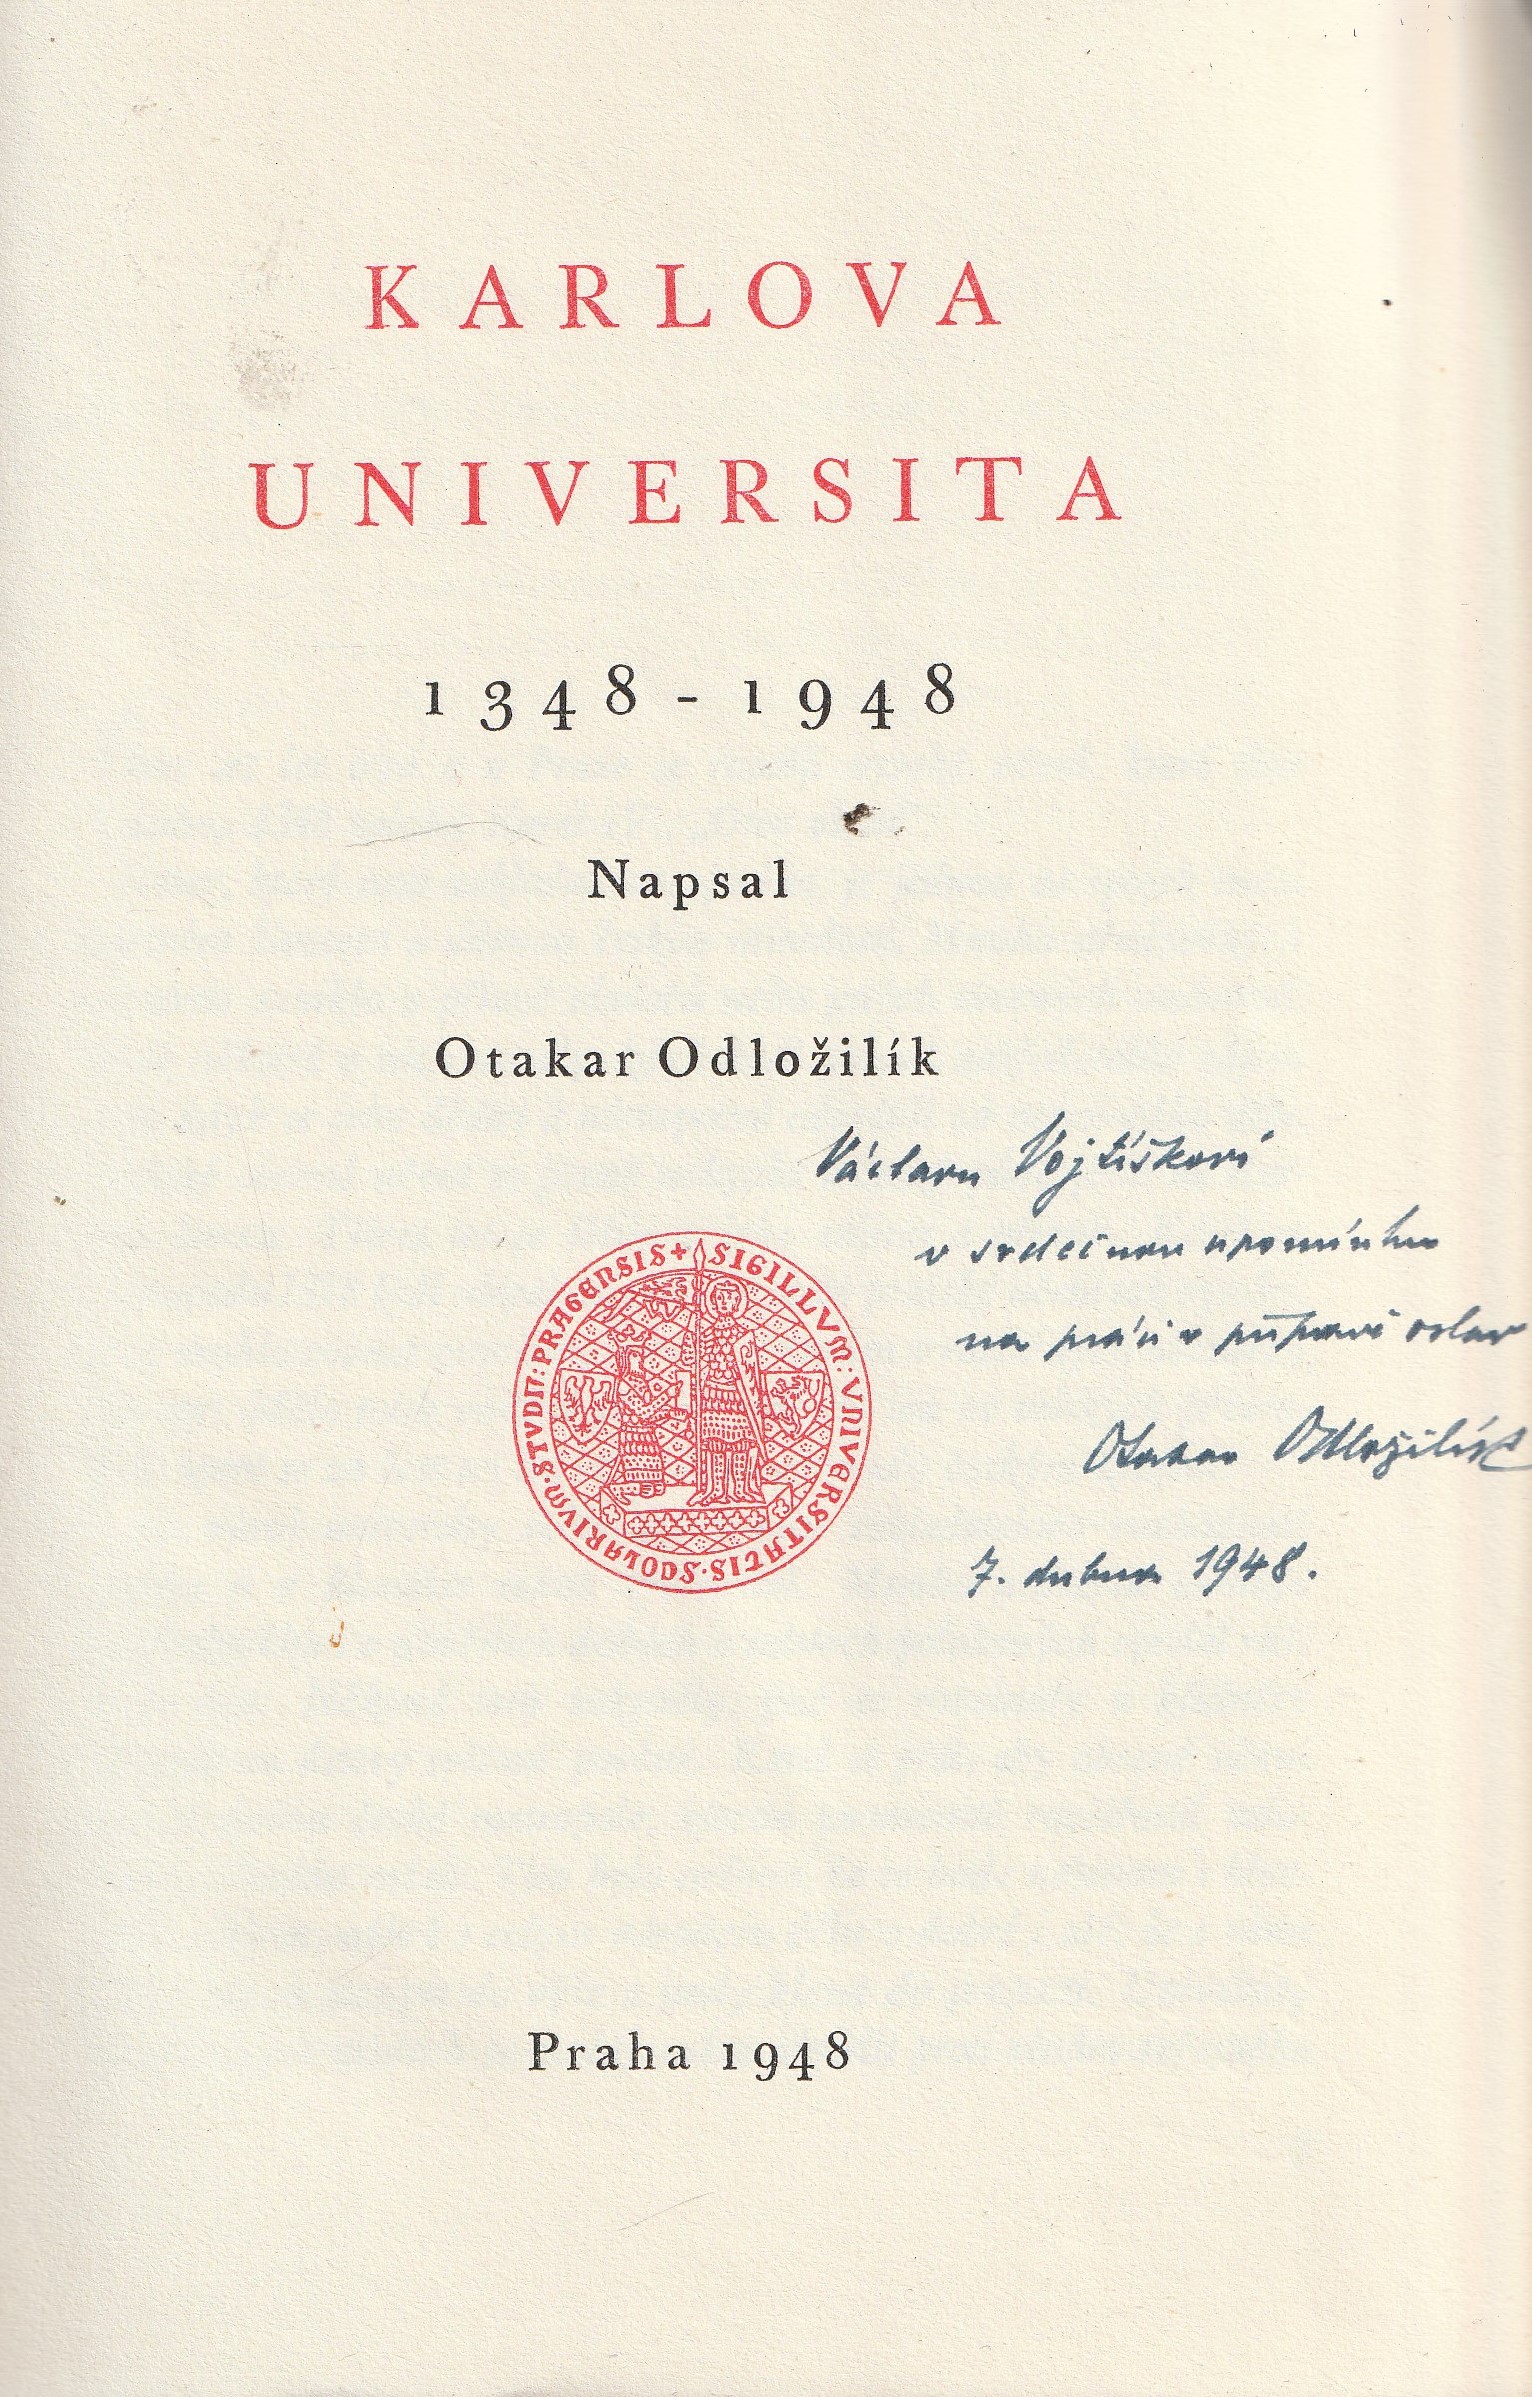 KARLOVA
UNIVERSITA
1348-1948
Napsal
Otakar Odložilík
Václavu Vojtíškovi
v srdečnou upomínku
na práci v přípravě oslav
Otakar Odložilík
7. dubna 1948.
+ SIGILLVM : UNIVERSITATIS · SCOLARIVM · STVDII : PRAGENSIS
Praha 1948